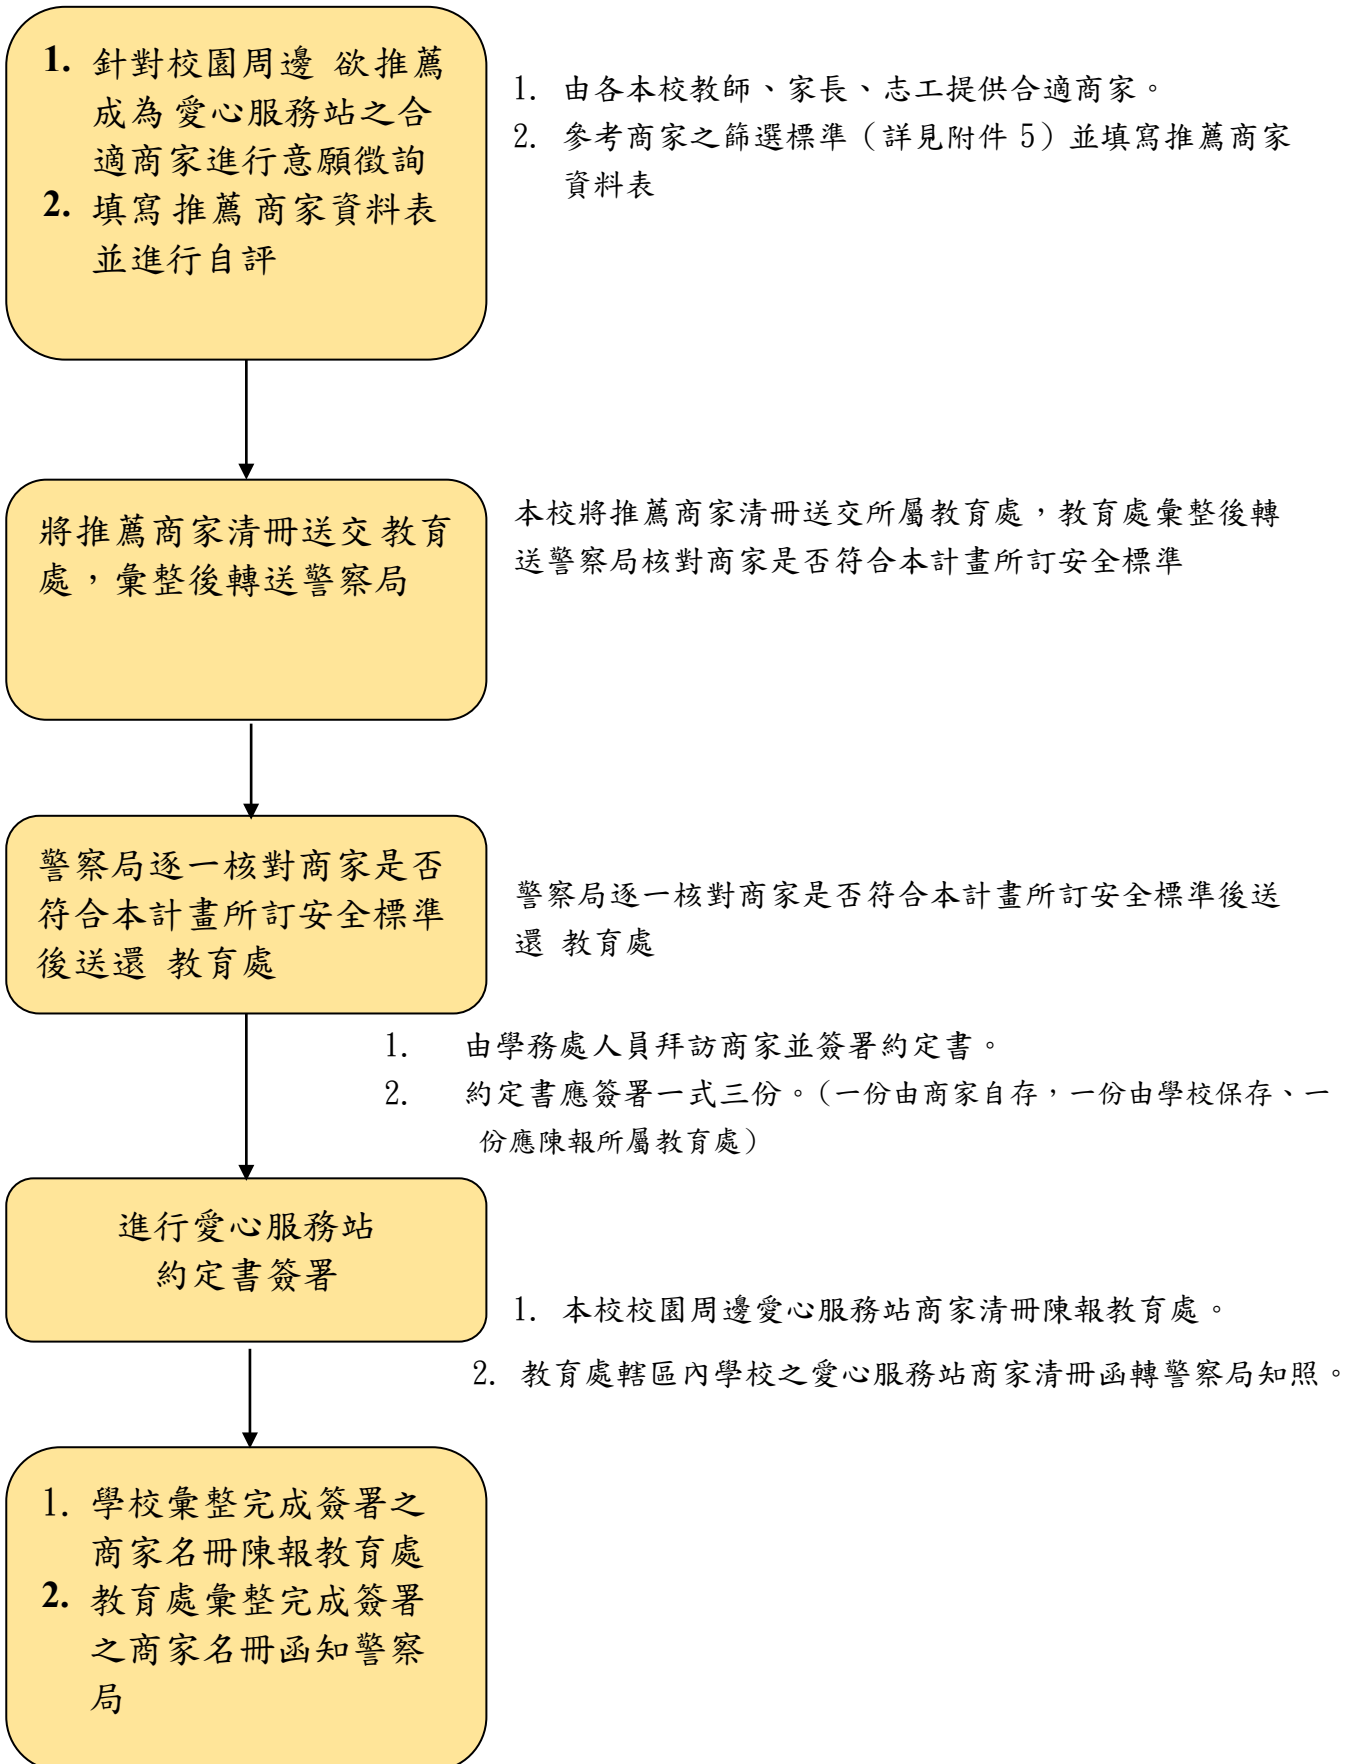 1. 針對校園周邊 欲推薦
成為 愛心服務站之合
適商家進行意願徵詢
2. 填寫 推薦 商家資料表
並進行自評
1. 由各本校教師、家長、志工提供合適商家。
2. 參考商家之篩選標準（詳見附件 5）並填寫推薦商家
資料表
將推薦商家清冊送交 教育
處，彙整後轉送警察局
本校將推薦商家清冊送交所屬教育處，教育處彙整後轉
送警察局核對商家是否符合本計畫所訂安全標準
警察局逐一核對商家是否
符合本計畫所訂安全標準
後送還 教育處
警察局逐一核對商家是否符合本計畫所訂安全標準後送
還 教育處
1. 由學務處人員拜訪商家並簽署約定書。
2. 約定書應簽署一式三份。（一份由商家自存，一份由學校保存、一
份應陳報所屬教育處）
進行愛心服務站
約定書簽署
1. 本校校園周邊愛心服務站商家清冊陳報教育處。
2. 教育處轄區內學校之愛心服務站商家清冊函轉警察局知照。
1. 學校彙整完成簽署之
商家名冊陳報教育處
2. 教育處彙整完成簽署
之商家名冊函知警察
局